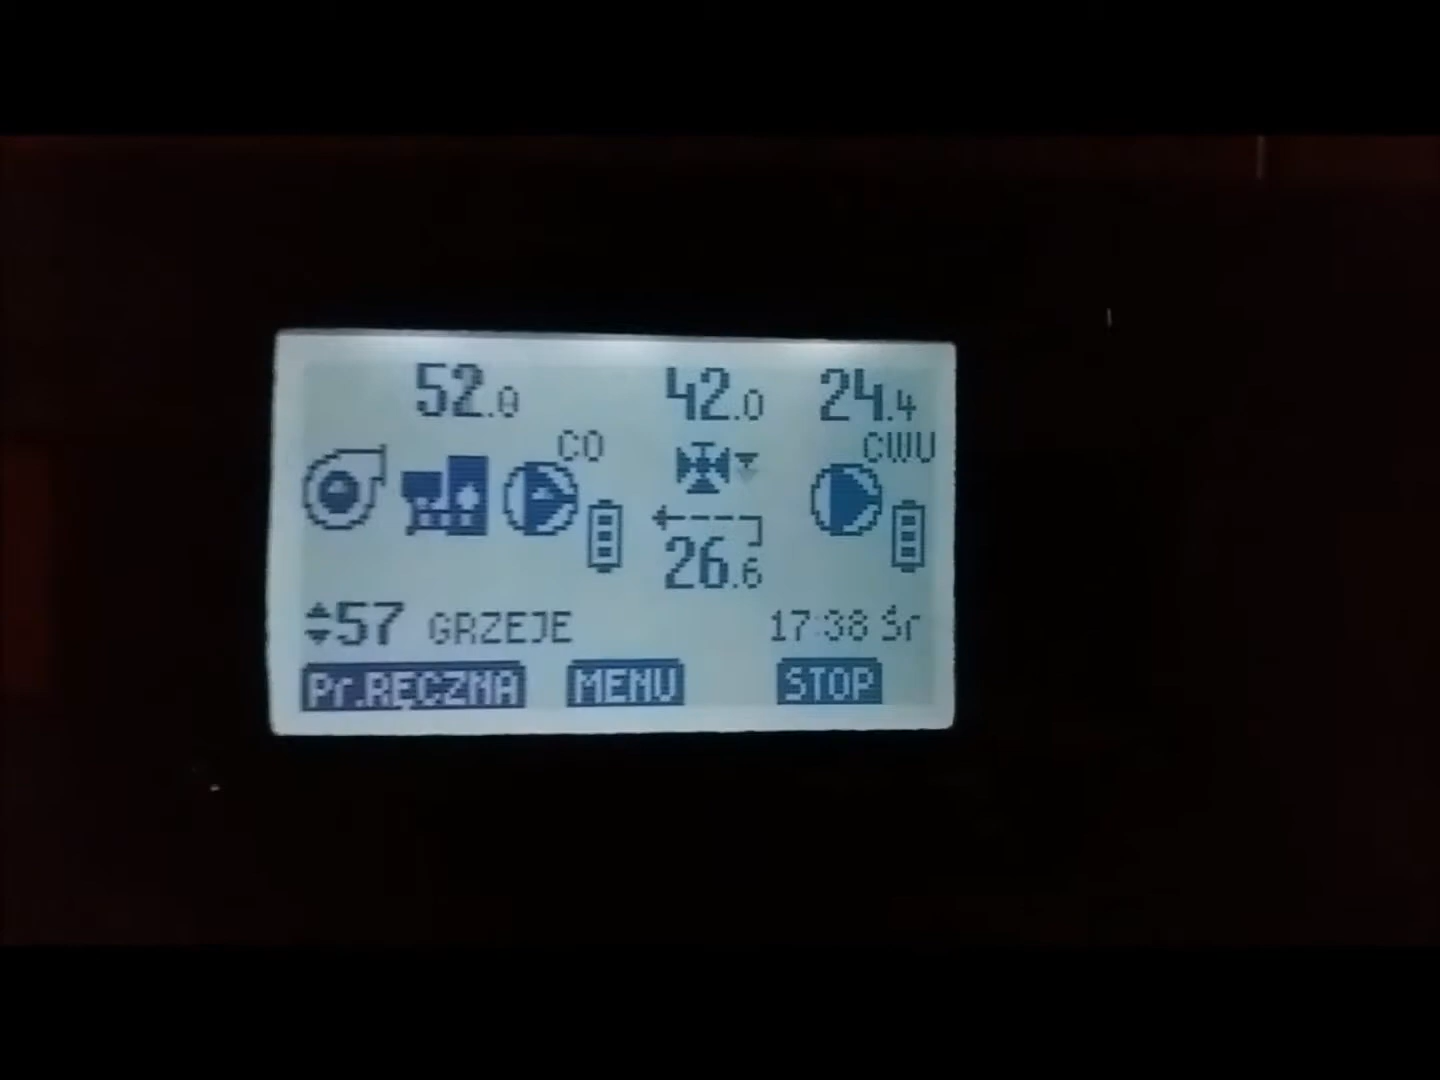 52.0 42.0 24.4
CO CWU
26.6
57 GRZEJE 17:38 Śr
Pr.RĘCZNA MENU STOP